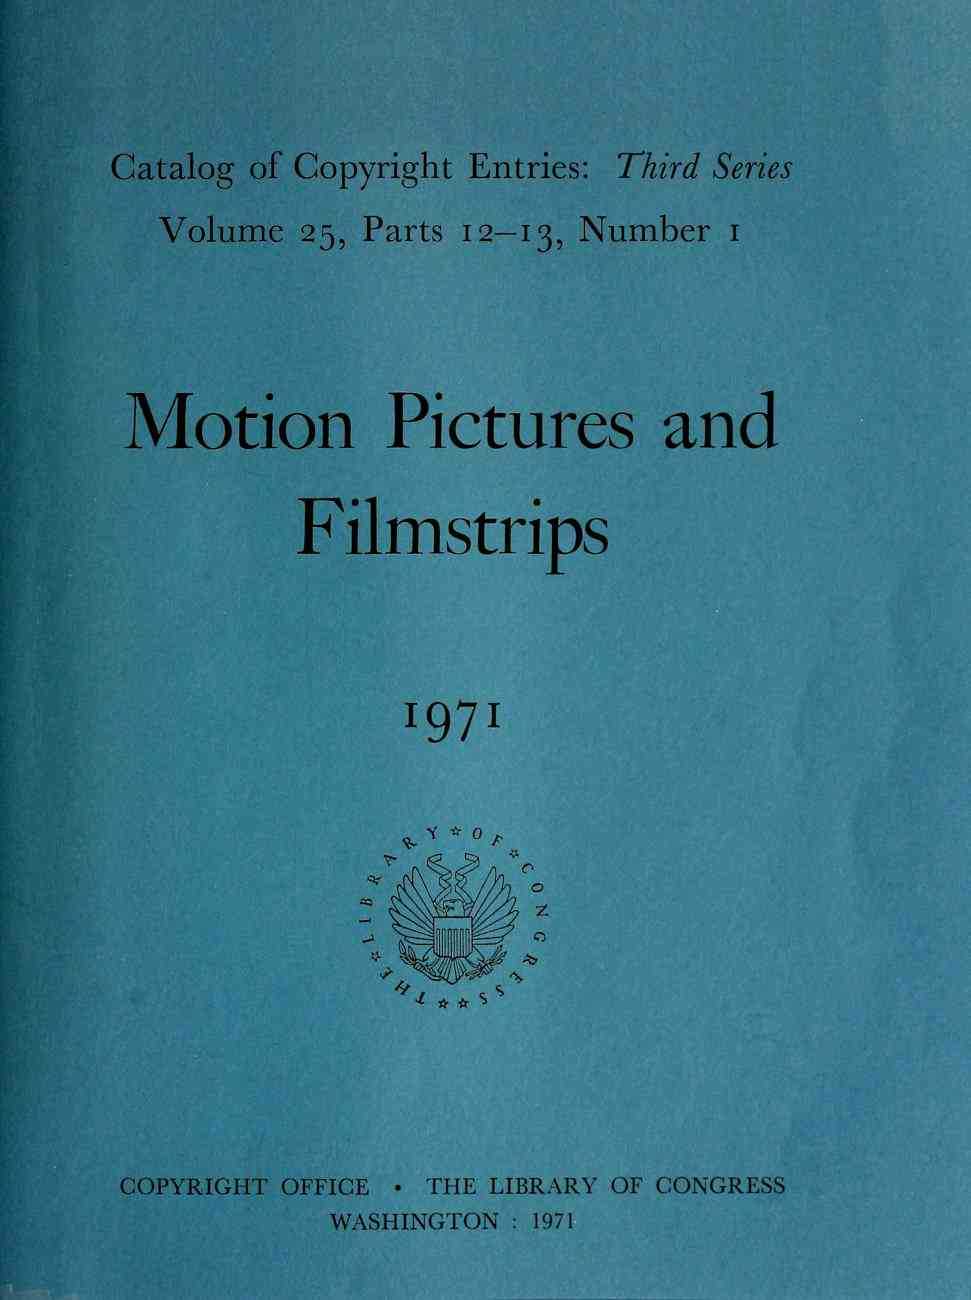 Catalog of Copyright Entries: Third Series
Volume 25, Parts 12–13, Number 1
Motion Pictures and
Filmstrips
1971
THE ★ LIBRARY ★ OF ★ CONGRESS ★ ★
COPYRIGHT OFFICE • THE LIBRARY OF CONGRESS
WASHINGTON : 1971